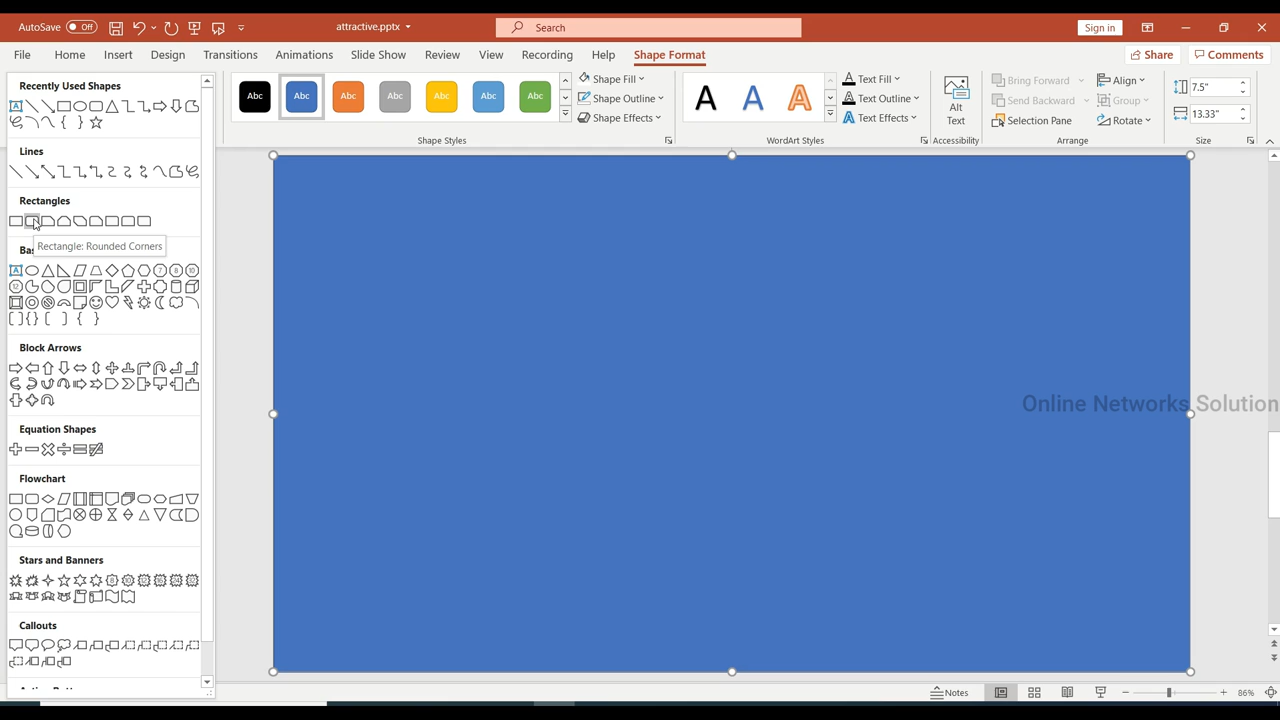 AutoSave Off
attractive.pptx
Search
Sign in
File Home Insert Design Transitions Animations Slide Show Review View Recording Help Shape Format
Share Comments
Recently Used Shapes
Lines
Rectangles
Rectangle: Rounded Corners
Block Arrows
Equation Shapes
Flowchart
Stars and Banners
Callouts
Abc Abc Abc Abc Abc Abc Abc
Shape Fill
Shape Outline
Shape Effects
Shape Styles
A A A
Text Fill
Text Outline
Text Effects
WordArt Styles
Alt
Text
Accessibility
Bring Forward
Send Backward
Selection Pane
Align
Group
Rotate
Arrange
7.5"
13.33"
Size
Online Networks Solution
Notes
86%